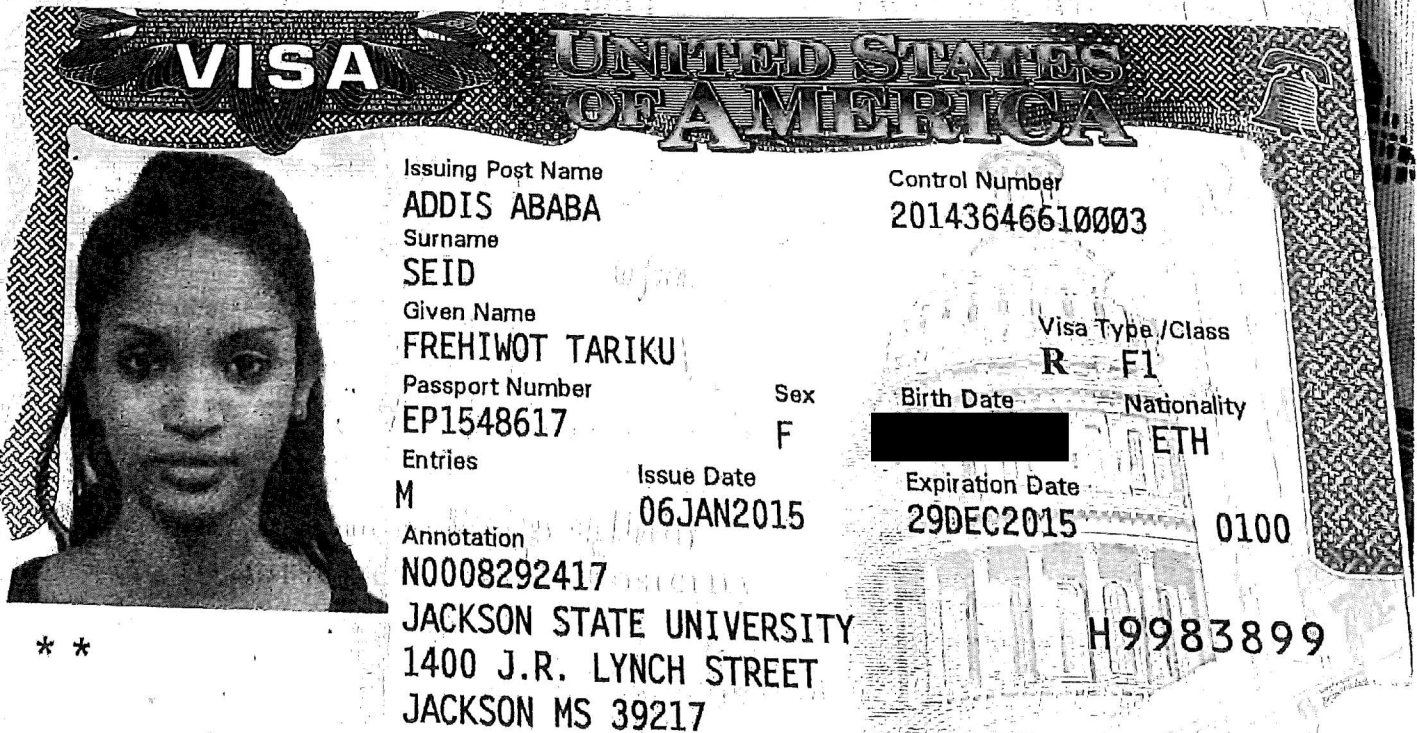 VISA
UNITED STATES
OF AMERICA
Issuing Post Name
ADDIS ABABA
Control Number
20143646610003
Surname
SEID
Given Name
FREHIWOT TARIKU
Visa Type /Class
R F1
Passport Number
EP1548617
Sex
F
Birth Date
Nationality
ETH
Entries
M
Issue Date
06JAN2015
Expiration Date
29DEC2015
0100
Annotation
N0008292417
JACKSON STATE UNIVERSITY
1400 J.R. LYNCH STREET
JACKSON MS 39217
H9983899
* *